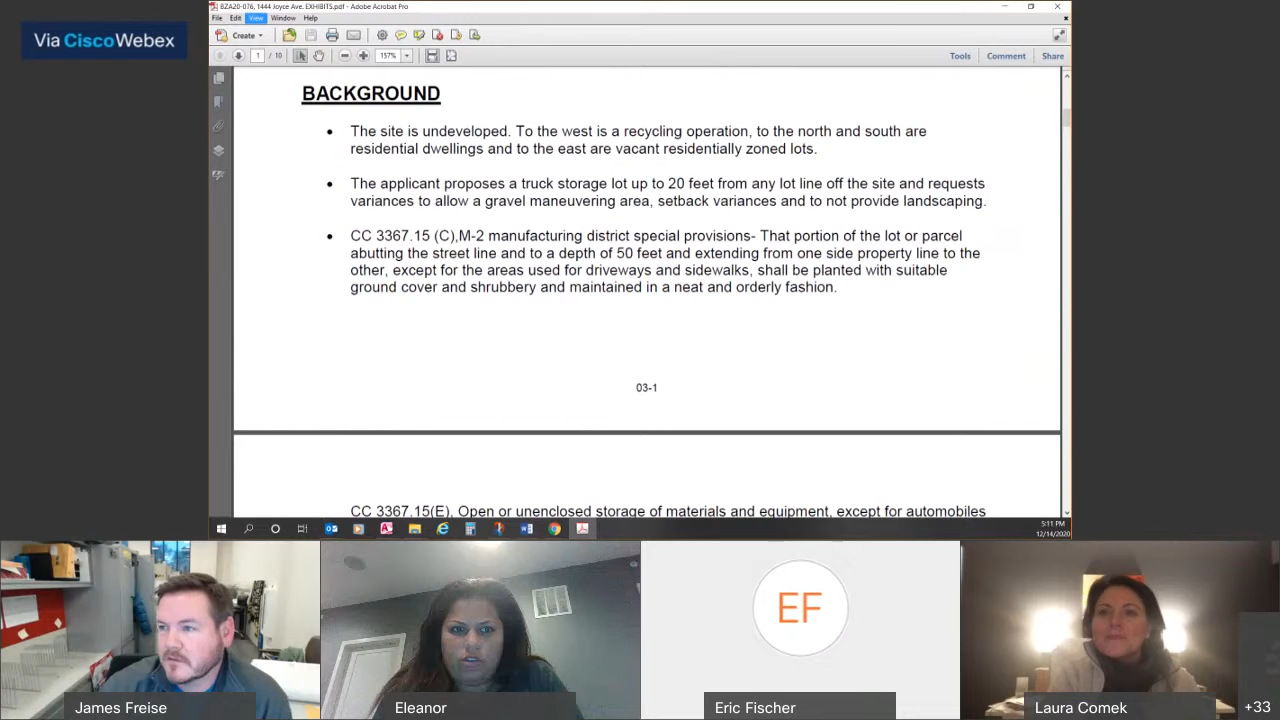 BZA20-076, 1444 Joyce Ave. EXHIBITS.pdf - Adobe Acrobat Pro
Via CiscoWebex
File Edit View Window Help
Create
1 / 10 157% Tools Comment Share
BACKGROUND
• The site is undeveloped. To the west is a recycling operation, to the north and south are
residential dwellings and to the east are vacant residentially zoned lots.
• The applicant proposes a truck storage lot up to 20 feet from any lot line off the site and requests
variances to allow a gravel maneuvering area, setback variances and to not provide landscaping.
• CC 3367.15 (C),M-2 manufacturing district special provisions- That portion of the lot or parcel
abutting the street line and to a depth of 50 feet and extending from one side property line to the
other, except for the areas used for driveways and sidewalks, shall be planted with suitable
ground cover and shrubbery and maintained in a neat and orderly fashion.
03-1
CC 3367.15(E), Open or unenclosed storage of materials and equipment, except for automobiles
5:11 PM
12/14/2020
EF
James Freise
Eleanor
Eric Fischer
Laura Comek
+33